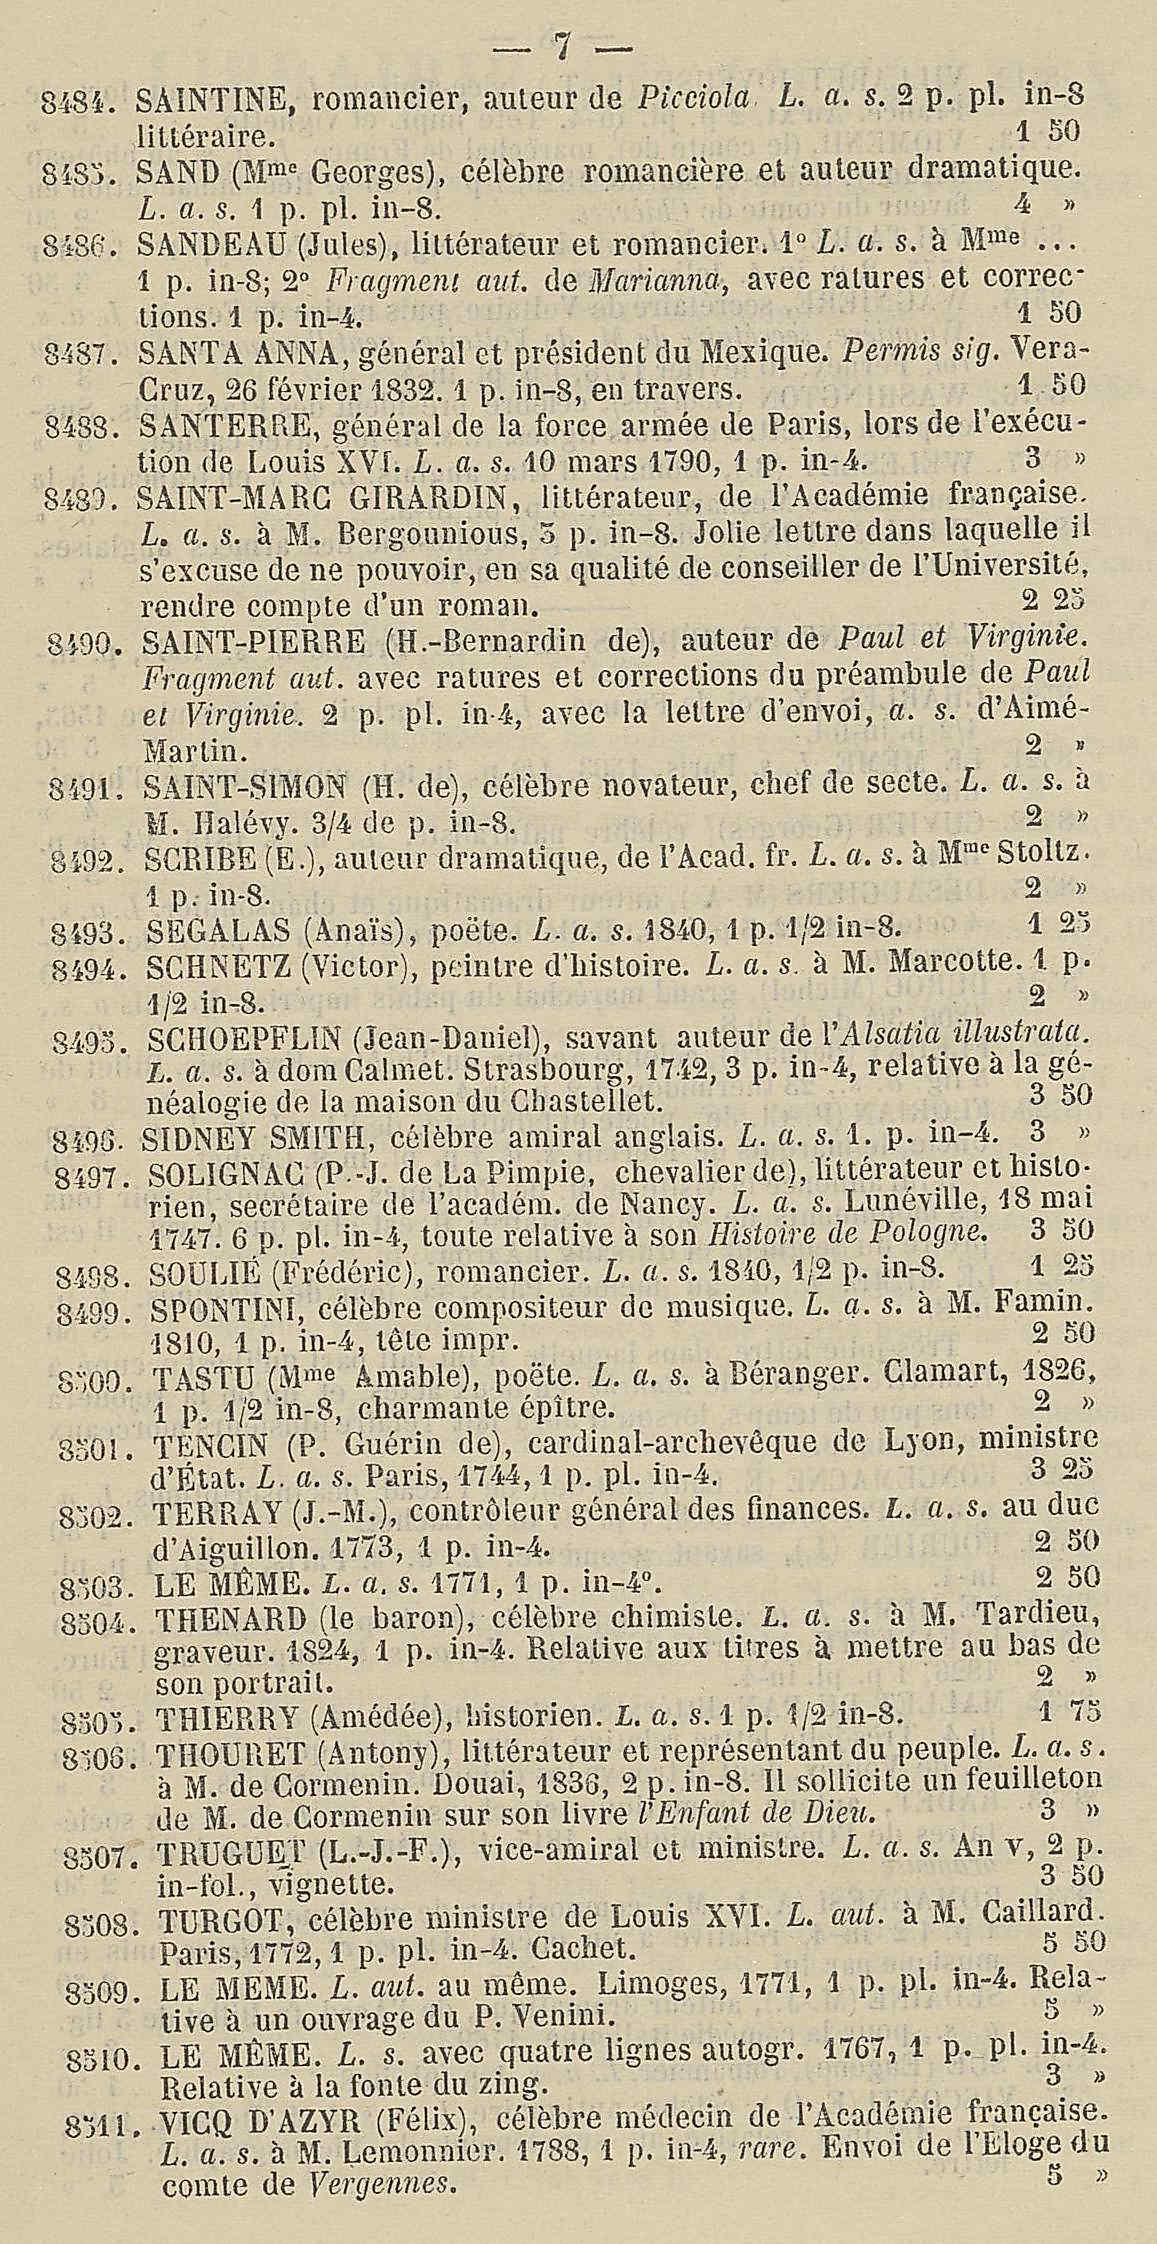 — 7 —
8484. SAINTINE, romancier, auteur de Picciola. L. a. s. 2 p. pl. in-8
littéraire. 1 50
8485. SAND (Mme Georges), célèbre romancière et auteur dramatique.
L. a. s. 1 p. pl. in-8. 4 »
8486. SANDEAU (Jules), littérateur et romancier. 1° L. a. s. à Mme ...
1 p. in-8; 2° Fragment aut. de Marianna, avec ratures et correc-
tions. 1 p. in-4. 1 50
8487. SANTA ANNA, général et président du Mexique. Permis sig. Vera-
Cruz, 26 février 1832. 1 p. in-8, en travers. 1 50
8488. SANTERRE, général de la force armée de Paris, lors de l'exécu-
tion de Louis XVI. L. a. s. 10 mars 1790, 1 p. in-4. 3 »
8489. SAINT-MARC GIRARDIN, littérateur, de l'Académie française.
L. a. s. à M. Bergounious, 3 p. in-8. Jolie lettre dans laquelle il
s'excuse de ne pouvoir, en sa qualité de conseiller de l'Université,
rendre compte d'un roman. 2 25
8490. SAINT-PIERRE (H.-Bernardin de), auteur de Paul et Virginie.
Fragment aut. avec ratures et corrections du préambule de Paul
et Virginie. 2 p. pl. in-4, avec la lettre d'envoi, a. s. d'Aimé-
Martin. 2 »
8491. SAINT-SIMON (H. de), célèbre novateur, chef de secte. L. a. s. à
M. Halévy. 3/4 de p. in-8. 2 »
8492. SCRIBE (E.), auteur dramatique, de l'Acad. fr. L. a. s. à Mme Stoltz.
1 p. in-8. 2 »
8493. SEGALAS (Anaïs), poëte. L. a. s. 1840, 1 p. 1/2 in-8. 1 25
8494. SCHNETZ (Victor), peintre d'histoire. L. a. s. à M. Marcotte. 1 p.
1/2 in-8. 2 »
8495. SCHOEPFLIN (Jean-Daniel), savant auteur de l'Alsatia illustrata.
L. a. s. à dom Calmet. Strasbourg, 1742, 3 p. in-4, relative à la gé-
néalogie de la maison du Chastellet. 3 50
8496. SIDNEY SMITH, célèbre amiral anglais. L. a. s. 1. p. in-4. 3 »
8497. SOLIGNAC (P.-J. de La Pimpie, chevalier de), littérateur et histo-
rien, secrétaire de l'académ. de Nancy. L. a. s. Lunéville, 18 mai
1747. 6 p. pl. in-4, toute relative à son Histoire de Pologne. 3 50
8498. SOULIÉ (Frédéric), romancier. L. a. s. 1840, 1/2 p. in-8. 1 25
8499. SPONTINI, célèbre compositeur de musique. L. a. s. à M. Famin.
1810, 1 p. in-4, tête impr. 2 50
8500. TASTU (Mme Amable), poëte. L. a. s. à Béranger. Clamart, 1826,
1 p. 1/2 in-8, charmante épître. 2 »
8501. TENCIN (P. Guérin de), cardinal-archevêque de Lyon, ministre
d'État. L. a. s. Paris, 1744, 1 p. pl. in-4. 3 25
8502. TERRAY (J.-M.), contrôleur général des finances. L. a. s. au duc
d'Aiguillon. 1773, 1 p. in-4. 2 50
8503. LE MÊME. L. a. s. 1771, 1 p. in-4°. 2 50
8504. THENARD (le baron), célèbre chimiste. L. a. s. à M. Tardieu,
graveur. 1824, 1 p. in-4. Relative aux titres à mettre au bas de
son portrait. 2 »
8505. THIERRY (Amédée), historien. L. a. s. 1 p. 1/2 in-8. 1 75
8506. THOURET (Antony), littérateur et représentant du peuple. L. a. s.
à M. de Cormenin. Douai, 1836, 2 p. in-8. Il sollicite un feuilleton
de M. de Cormenin sur son livre l'Enfant de Dieu. 3 »
8507. TRUGUET (L.-J.-F.), vice-amiral et ministre. L. a. s. An v, 2 p.
in-fol., vignette. 3 50
8508. TURGOT, célèbre ministre de Louis XVI. L. aut. à M. Caillard.
Paris, 1772, 1 p. pl. in-4. Cachet. 5 50
8509. LE MEME. L. aut. au même. Limoges, 1771, 1 p. pl. in-4. Rela-
tive à un ouvrage du P. Venini. 5 »
8510. LE MÊME. L. s. avec quatre lignes autogr. 1767, 1 p. pl. in-4.
Relative à la fonte du zing. 3 »
8511. VICQ D'AZYR (Félix), célèbre médecin de l'Académie française.
L. a. s. à M. Lemonnier. 1788, 1 p. in-4, rare. Envoi de l'Eloge du
comte de Vergennes. 5 »